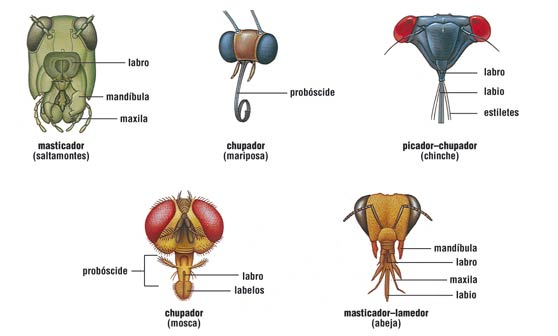 labro
mandíbula
maxila
masticador
(saltamontes)
probóscide
chupador
(mariposa)
labro
labio
estiletes
picador–chupador
(chinche)
probóscide
labro
labelos
chupador
(mosca)
mandíbula
labro
maxila
labio
masticador–lamedor
(abeja)